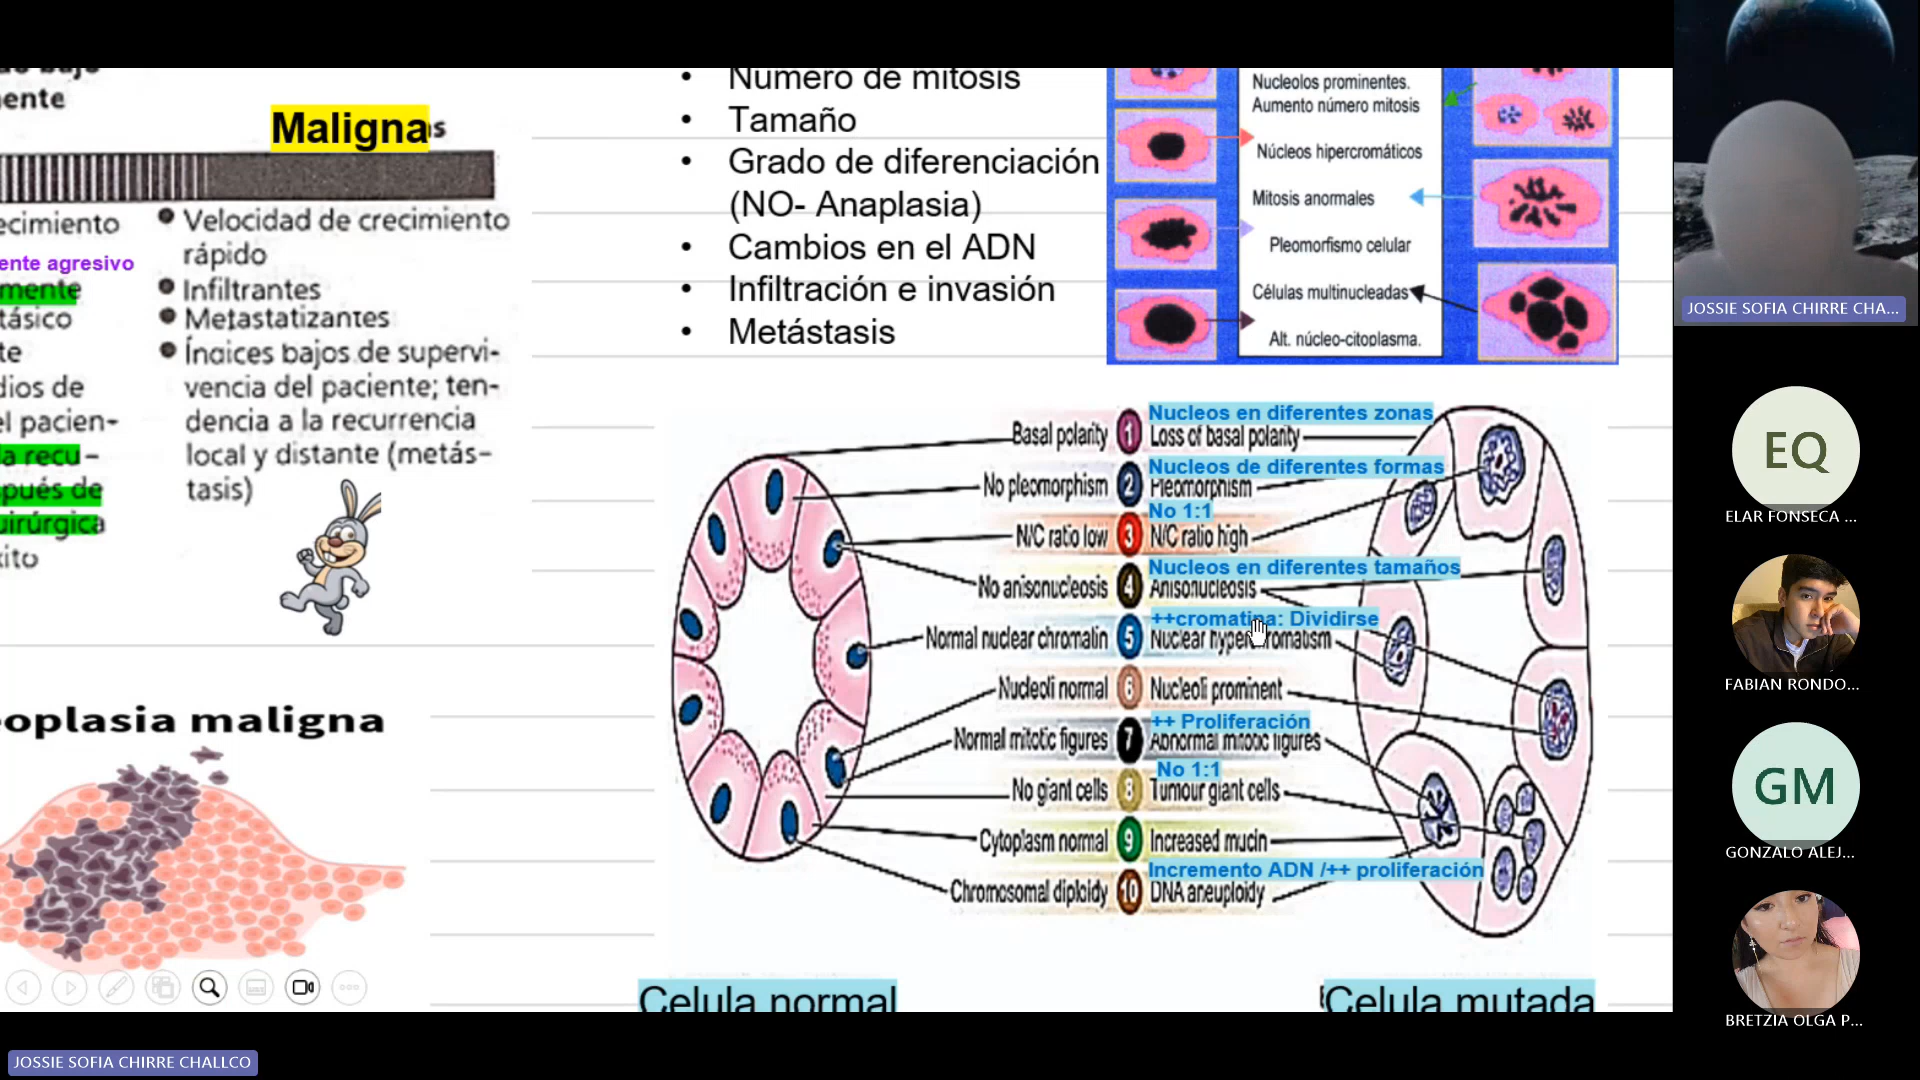 ente
Malignas
ecimiento
ente agresivo
mente
tásico
te
dios de
l pacien-
la recu-
pués de
uirúrgica
xito
Velocidad de crecimiento
rápido
Infiltrantes
Metastatizantes
Índices bajos de supervi-
vencia del paciente; ten-
dencia a la recurrencia
local y distante (metás-
tasis)
oplasia maligna
• Número de mitosis
• Tamaño
• Grado de diferenciación
(NO- Anaplasia)
• Cambios en el ADN
• Infiltración e invasión
• Metástasis
Nucleolos prominentes.
Aumento número mitosis
Núcleos hipercromáticos
Mitosis anormales
Pleomorfismo celular
Células multinucleadas
Alt. núcleo-citoplasma.
Nucleos en diferentes zonas
Basal polarity 1 Loss of basal polarity
Nucleos de diferentes formas
No pleomorphism 2 Pleomorphism
No 1:1
N/C ratio low 3 N/C ratio high
Nucleos en diferentes tamaños
No anisonucleosis 4 Anisonucleosis
++cromatina: Dividirse
Normal nuclear chromatin 5 Nuclear hyperchromatism
Nucleoli normal 6 Nucleoli prominent
++ Proliferación
Normal mitotic figures 7 Abnormal mitotic figures
No 1:1
No giant cells 8 Tumour giant cells
Cytoplasm normal 9 Increased mucin
Incremento ADN /++ proliferación
Chromosomal diploidy 10 DNA aneuploidy
Celula normal
Celula mutada
JOSSIE SOFIA CHIRRE CHA...
EQ
ELAR FONSECA ...
FABIAN RONDO...
GM
GONZALO ALEJ...
BRETZIA OLGA P...
JOSSIE SOFIA CHIRRE CHALLCO